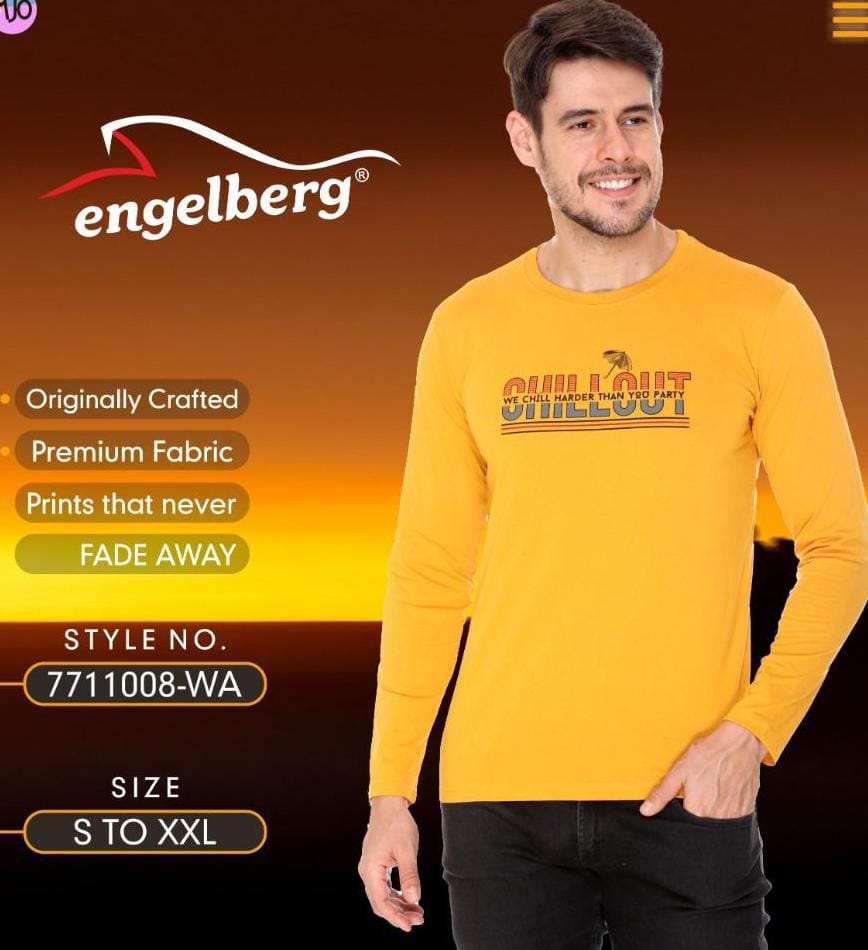 engelberg®
CHILLOUT
WE CHILL HARDER THAN YOU PARTY
Originally Crafted
Premium Fabric
Prints that never
FADE AWAY
STYLE NO.
7711008-WA
SIZE
S TO XXL